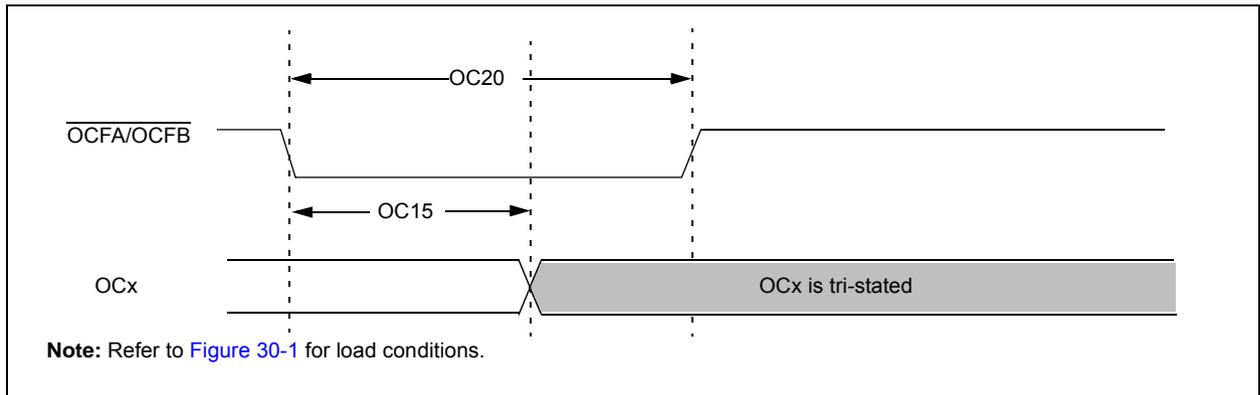 OC20
OCFA/OCFB
OC15
OCx
OCx is tri-stated
Note: Refer to Figure 30-1 for load conditions.